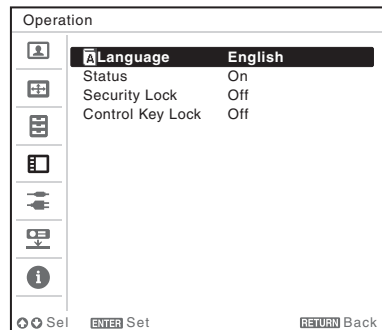 Operation
A Language English
Status On
Security Lock Off
Control Key Lock Off
Sel ENTER Set RETURN Back